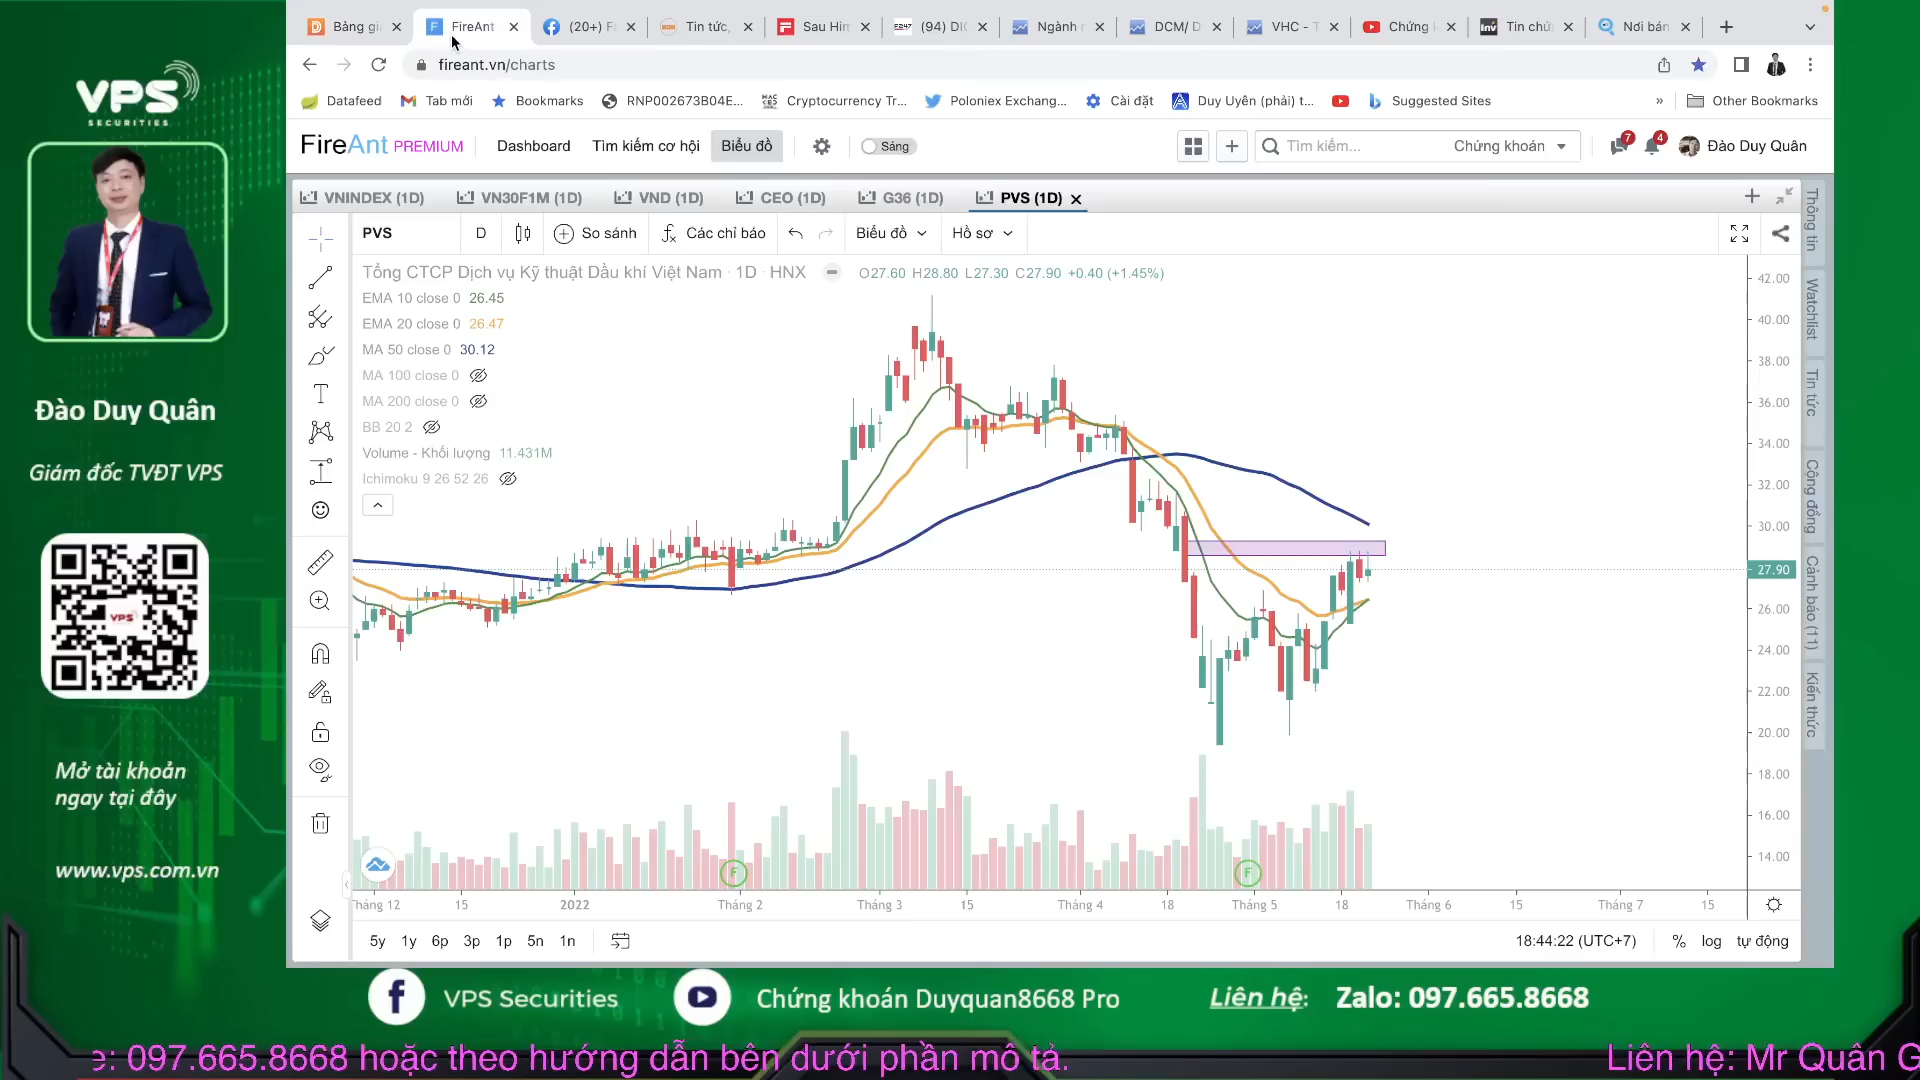 Bảng gi
FireAnt
(20+) F
Tin tức,
Sau Him
(94) DI
Ngành
DCM/ D
VHC - T
Chứng
Tin chứ
Nơi bán
fireant.vn/charts
Datafeed
Tab mới
Bookmarks
RNP002673B04E...
Cryptocurrency Tr...
Poloniex Exchang...
Cài đặt
Duy Uyên (phải) t...
Suggested Sites
Other Bookmarks
VPS
SECURITIES
FireAnt PREMIUM
Dashboard
Tìm kiếm cơ hội
Biểu đồ
Sáng
Tìm kiếm...
Chứng khoán
7
4
Đào Duy Quân
VNINDEX (1D)
VN30F1M (1D)
VND (1D)
CEO (1D)
G36 (1D)
PVS (1D)
PVS
D
So sánh
Các chỉ báo
Biểu đồ
Hồ sơ
Tổng CTCP Dịch vụ Kỹ thuật Dầu khí Việt Nam · 1D · HNX
O27.60 H28.80 L27.30 C27.90 +0.40 (+1.45%)
EMA 10 close 0 26.45
EMA 20 close 0 26.47
MA 50 close 0 30.12
MA 100 close 0
MA 200 close 0
BB 20 2
Volume - Khối lượng 11.431M
Ichimoku 9 26 52 26
42.00
40.00
38.00
36.00
34.00
32.00
30.00
27.90
26.00
24.00
22.00
20.00
18.00
16.00
14.00
Thông tin
Watchlist
Tin tức
Cộng đồng
Cảnh báo (11)
Kiến thức
F
F
Tháng 12
15
2022
Tháng 2
Tháng 3
15
Tháng 4
18
Tháng 5
18
Tháng 6
15
Tháng 7
15
5y 1y 6p 3p 1p 5n 1n
18:44:22 (UTC+7)
% log tự động
Đào Duy Quân
Giám đốc TVĐT VPS
VPS
Mở tài khoản
ngay tại đây
www.vps.com.vn
VPS Securities
Chứng khoán Duyquan8668 Pro
Liên hệ: Zalo: 097.665.8668
e: 097.665.8668 hoặc theo hướng dẫn bên dưới phần mô tả.
Liên hệ: Mr Quân G